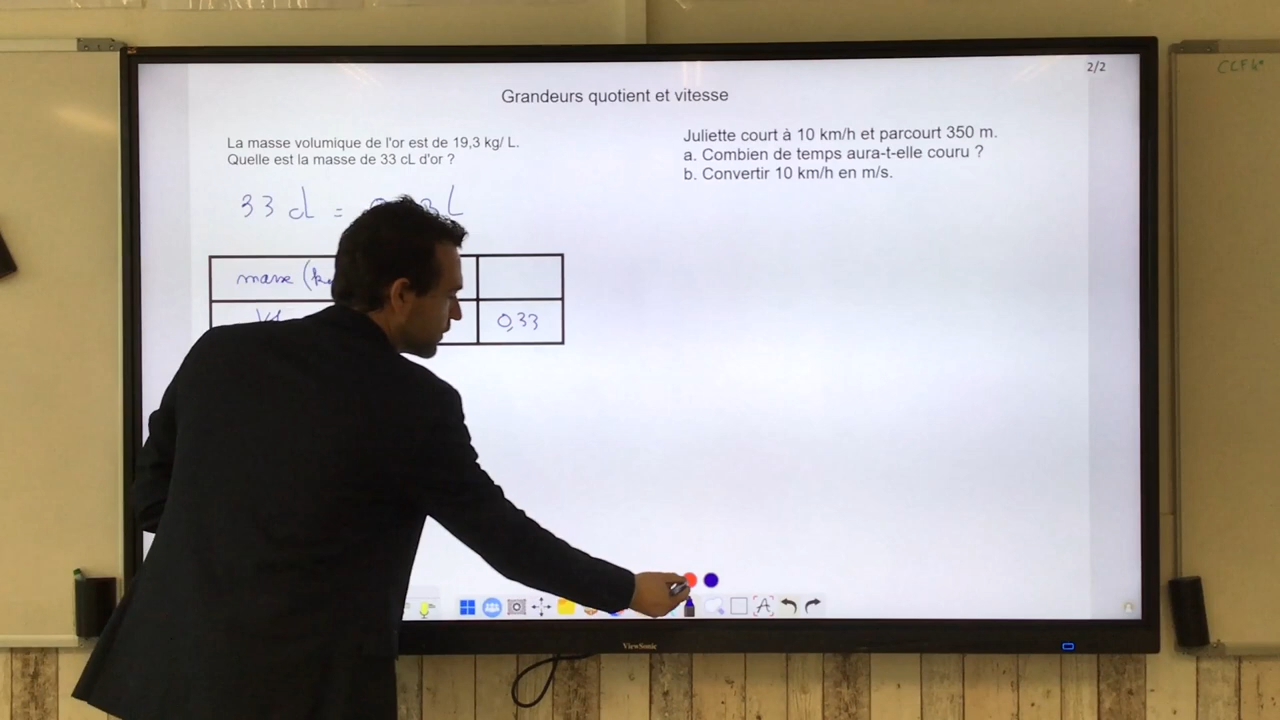 2/2
Grandeurs quotient et vitesse
La masse volumique de l'or est de 19,3 kg/ L.
Quelle est la masse de 33 cL d'or ?
Juliette court à 10 km/h et parcourt 350 m.
a. Combien de temps aura-t-elle couru ?
b. Convertir 10 km/h en m/s.
33 cL =
masse
0,33
ViewSonic